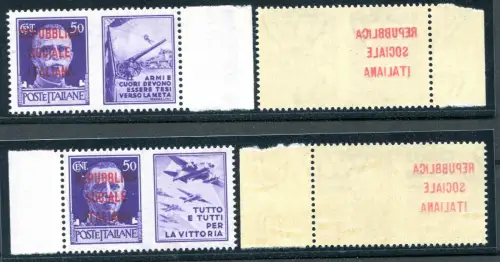 CENT. 50
REPUBBLICA
SOCIALE
ITALIANA
POSTE ITALIANE
ARMI E
CUORI DEVONO
ESSERE TESI
VERSO LA META
REPUBBLICA
SOCIALE
ITALIANA
CENT. 50
REPUBBLICA
SOCIALE
ITALIANA
POSTE ITALIANE
TUTTO
E TUTTI
PER
LA VITTORIA
REPUBBLICA
SOCIALE
ITALIANA